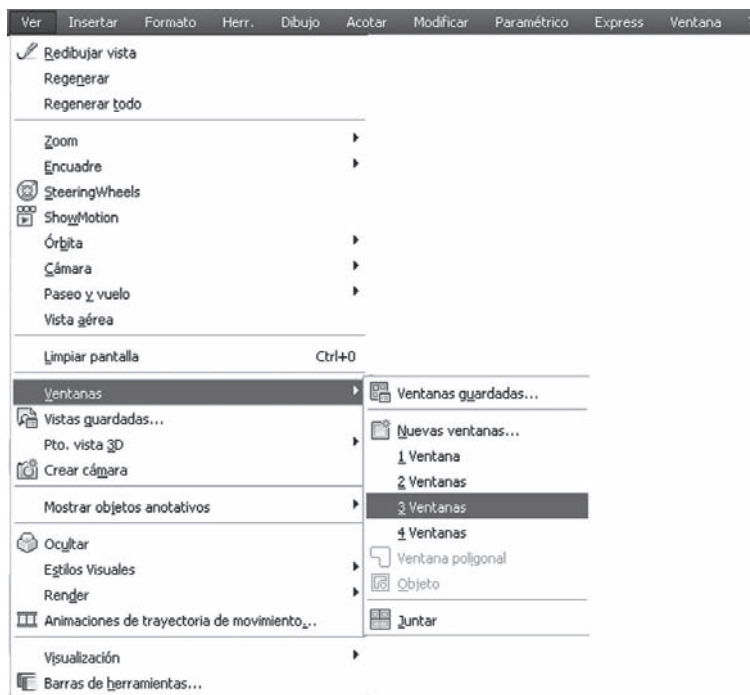 Ver Insertar Formato Herr. Dibujo Acotar Modificar Paramétrico Express Ventana
Redibujar vista
Regenerar
Regenerar todo
Zoom
Encuadre
SteeringWheels
ShowMotion
Órbita
Cámara
Paseo y vuelo
Vista aérea
Limpiar pantalla Ctrl+0
Ventanas
Vistas guardadas...
Pto. vista 3D
Crear cámara
Mostrar objetos anotativos
Ocultar
Estilos Visuales
Render
Animaciones de trayectoria de movimiento...
Visualización
Barras de herramientas...
Ventanas guardadas...
Nuevas ventanas...
1 Ventana
2 Ventanas
3 Ventanas
4 Ventanas
Ventana poligonal
Objeto
Juntar